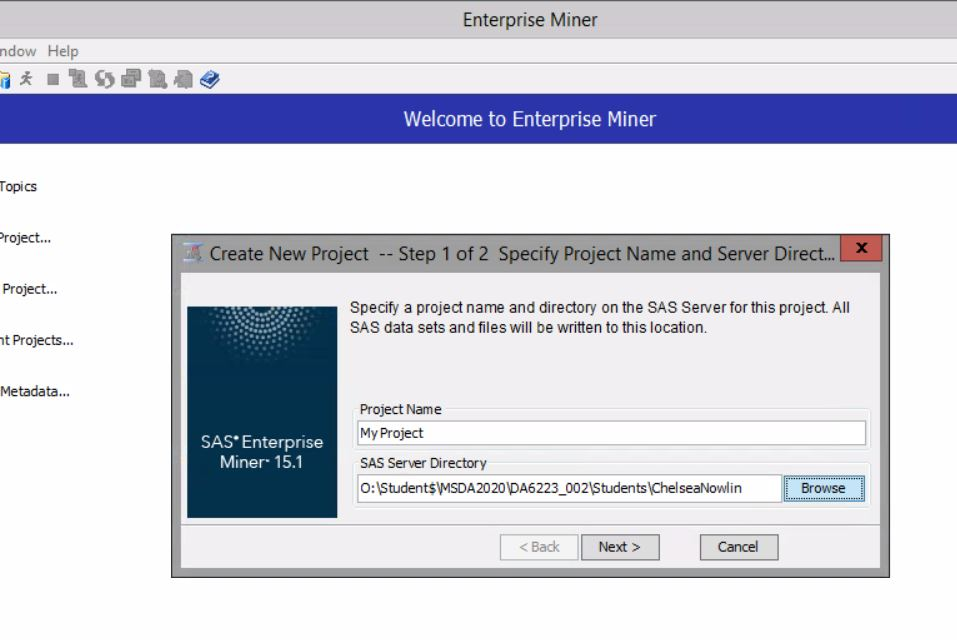 Enterprise Miner
ndow Help
Welcome to Enterprise Miner
Topics
Project...
Project...
nt Projects...
Metadata...
Create New Project -- Step 1 of 2 Specify Project Name and Server Direct...
x
Specify a project name and directory on the SAS Server for this project. All
SAS data sets and files will be written to this location.
SAS® Enterprise
Miner™ 15.1
Project Name
My Project
SAS Server Directory
O:\Student$\MSDA2020\DA6223_002\Students\ChelseaNowlin
Browse
< Back
Next >
Cancel